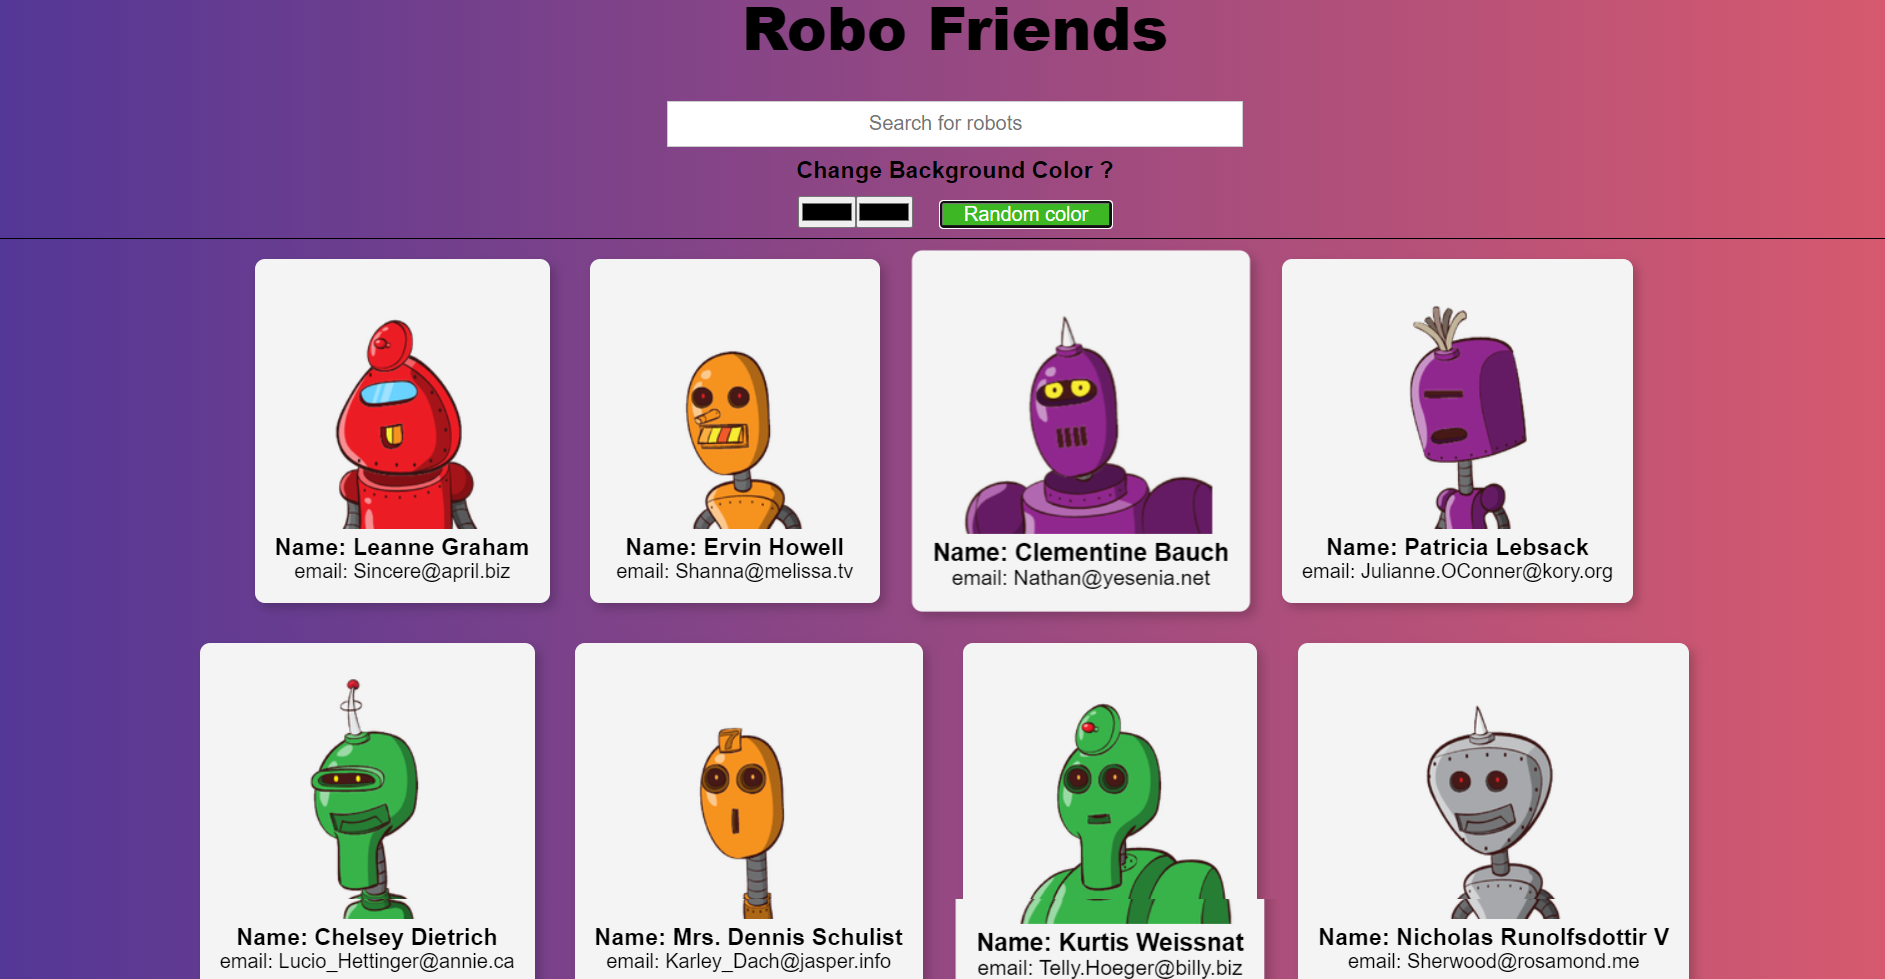 Robo Friends
Search for robots
Change Background Color ?
Random color
Name: Leanne Graham
email: Sincere@april.biz
Name: Ervin Howell
email: Shanna@melissa.tv
Name: Clementine Bauch
email: Nathan@yesenia.net
Name: Patricia Lebsack
email: Julianne.OConner@kory.org
7
Name: Chelsey Dietrich
email: Lucio_Hettinger@annie.ca
Name: Mrs. Dennis Schulist
email: Karley_Dach@jasper.info
Name: Kurtis Weissnat
email: Telly.Hoeger@billy.biz
Name: Nicholas Runolfsdottir V
email: Sherwood@rosamond.me